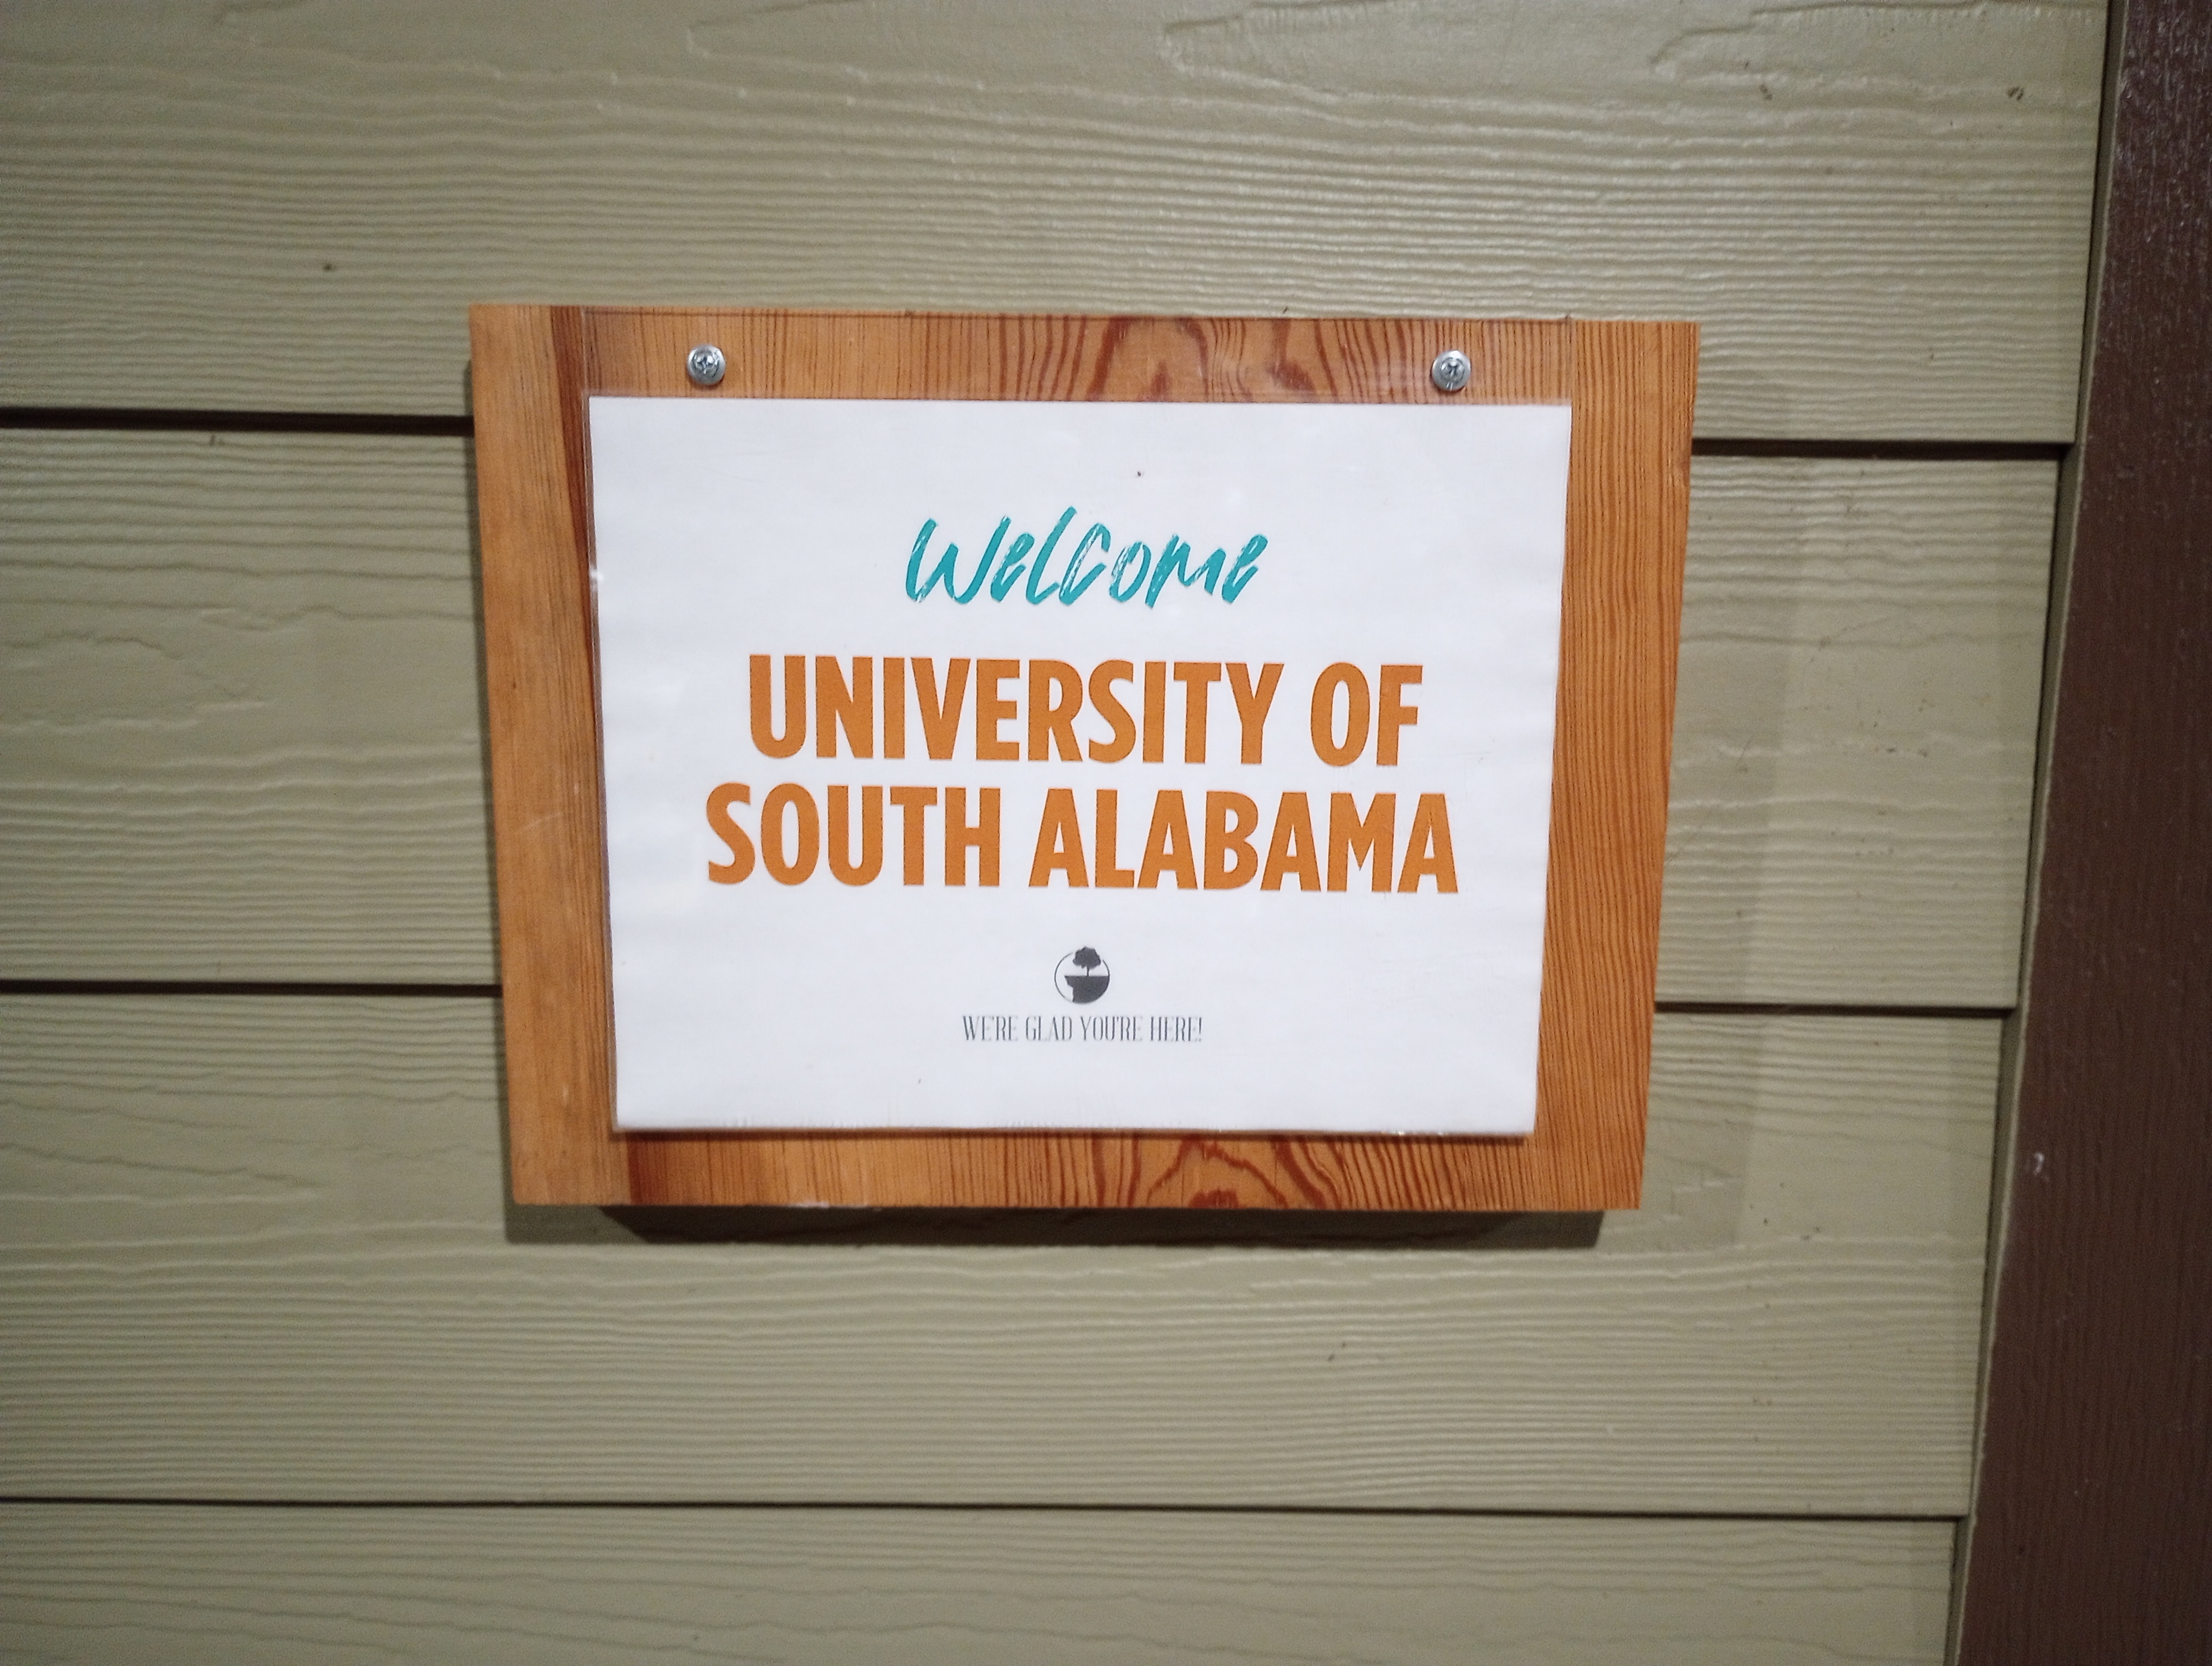 Welcome
UNIVERSITY OF
SOUTH ALABAMA
WE'RE GLAD YOU'RE HERE!